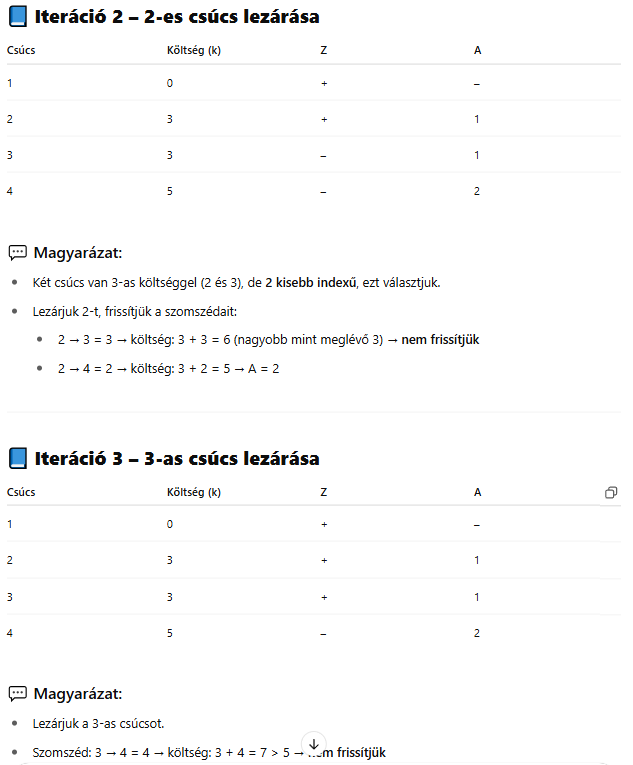 Iteráció 2 – 2-es csúcs lezárása
Csúcs Költség (k) Z A
1 0 + –
2 3 + 1
3 3 – 1
4 5 – 2
Magyarázat:
Két csúcs van 3-as költséggel (2 és 3), de 2 kisebb indexű, ezt választjuk.
Lezárjuk 2-t, frissítjük a szomszédait:
2 → 3 = 3 → költség: 3 + 3 = 6 (nagyobb mint meglévő 3) → nem frissítjük
2 → 4 = 2 → költség: 3 + 2 = 5 → A = 2
Iteráció 3 – 3-as csúcs lezárása
Csúcs Költség (k) Z A
1 0 + –
2 3 + 1
3 3 + 1
4 5 – 2
Magyarázat:
Lezárjuk a 3-as csúcsot.
Szomszéd: 3 → 4 = 4 → költség: 3 + 4 = 7 > 5 → nem frissítjük